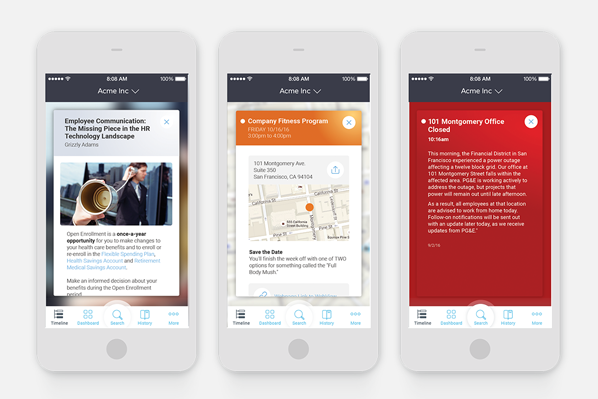 8:08 AM
100%
Acme Inc
Employee Communication:
The Missing Piece in the HR
Technology Landscape
Grizzly Adams
Open Enrollment is a once-a-year
opportunity for you to make changes to
your health care benefits and to enroll or
re-enroll in the Flexible Spending Plan,
Health Savings Account and Retirement
Medical Savings Account.
Make an informed decision about your
benefits during the Open Enrollment
period
Timeline
Dashboard
Search
History
More
8:08 AM
100%
Acme Inc
Company Fitness Program
FRIDAY 10/15/16
3:00pm to 4:00pm
101 Montgomery Ave.
Suite 350
San Francisco, CA 94104
California St
Save the Date
You'll finish the week off with one of TWO
options for something called the "Full
Body Mush."
Timeline
Dashboard
Search
History
More
8:08 AM
100%
Acme Inc
101 Montgomery Office
Closed
10:16am
This morning, the Financial District in San
Francisco experienced a power outage
affecting a twelve block grid. Our office at
101 Montgomery Street falls within the
affected area. PG&E is working actively to
address the outage, but projects that
power will remain out until late afternoon.
As a result, all employees at that location
are advised to work from home today.
Follow-on notifications will be sent out
with an update later today, as we receive
updates from PG&E."
9/2/16
Timeline
Dashboard
Search
History
More